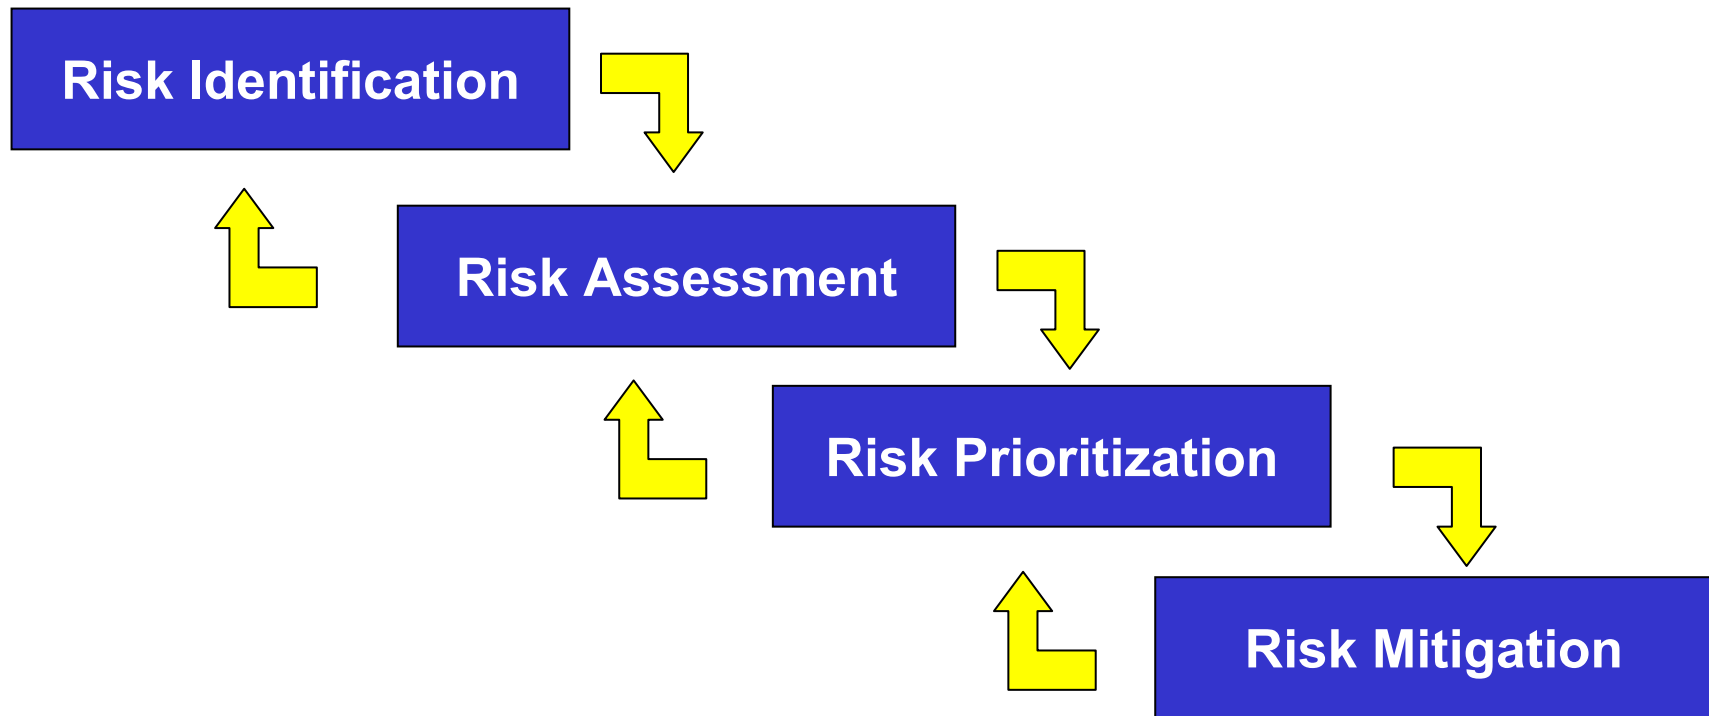 Risk Identification
Risk Assessment
Risk Prioritization
Risk Mitigation